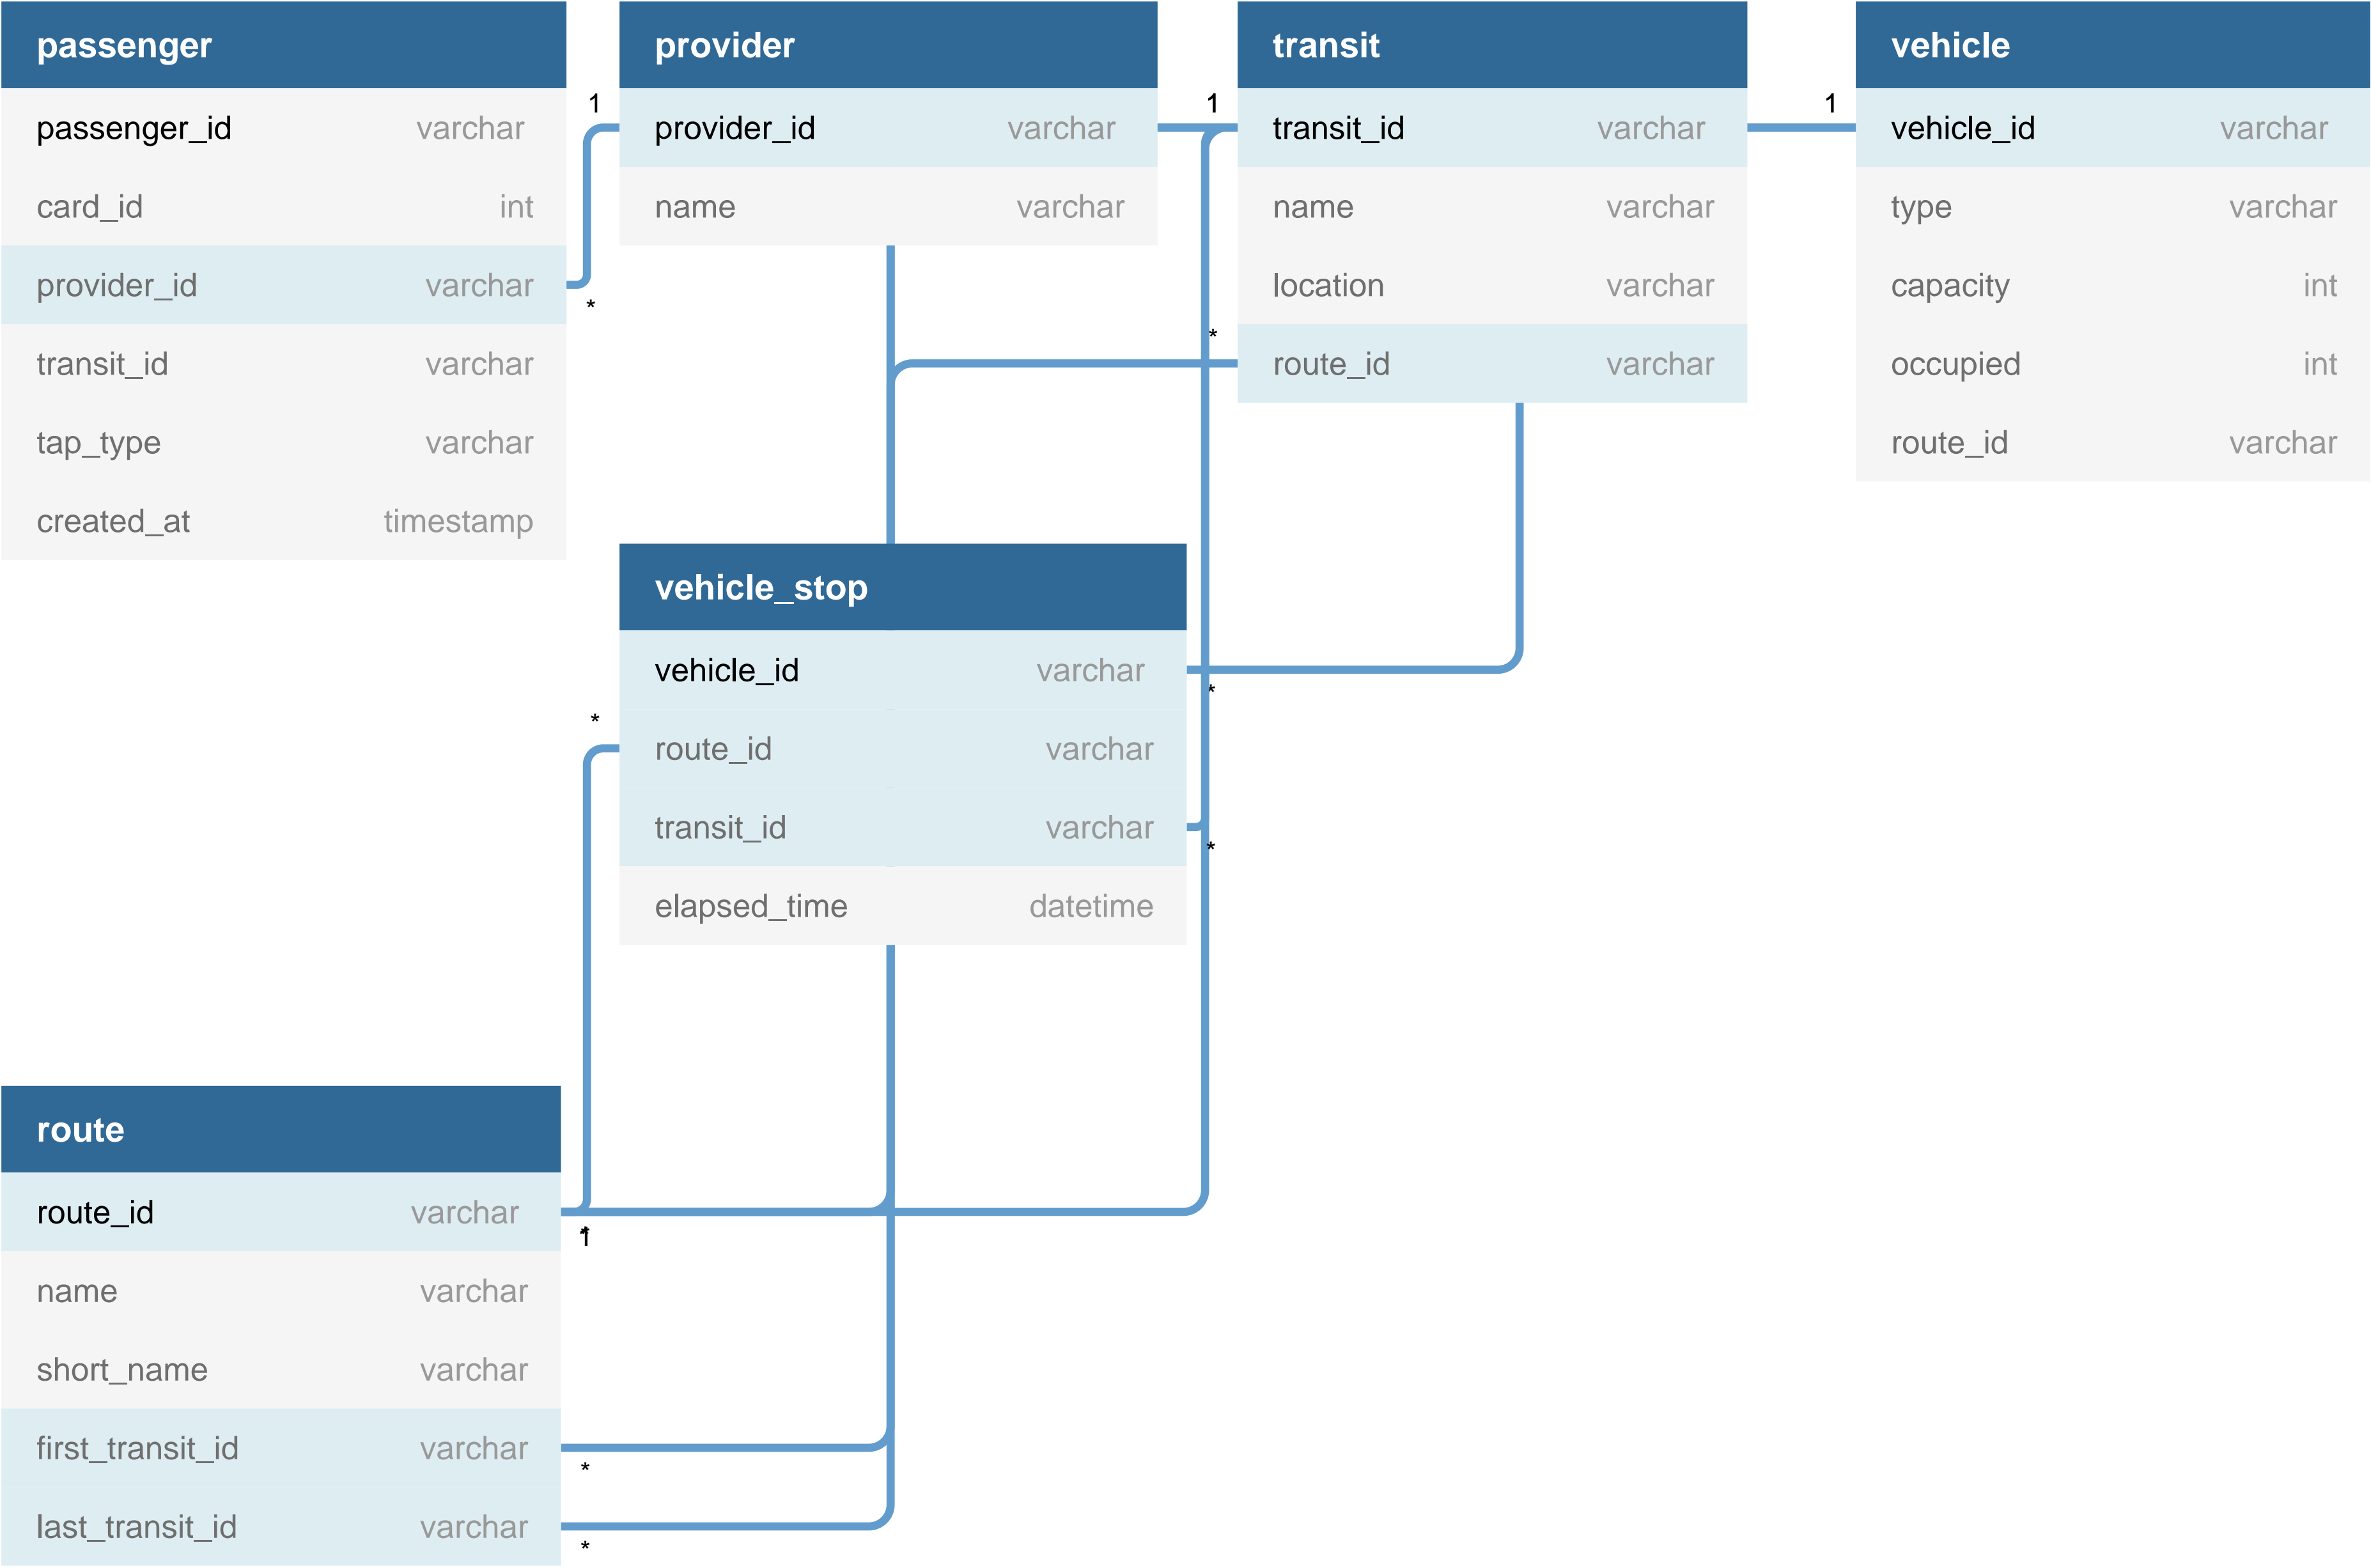 passenger
passenger_id varchar
card_id int
provider_id varchar
transit_id varchar
tap_type varchar
created_at timestamp
1
*
provider
provider_id varchar
name varchar
1
*
transit
transit_id varchar
name varchar
location varchar
route_id varchar
1
vehicle
vehicle_id varchar
type varchar
capacity int
occupied int
route_id varchar
vehicle_stop
vehicle_id varchar
route_id varchar
transit_id varchar
elapsed_time datetime
*
*
*
route
route_id varchar
name varchar
short_name varchar
first_transit_id varchar
last_transit_id varchar
1
*
*